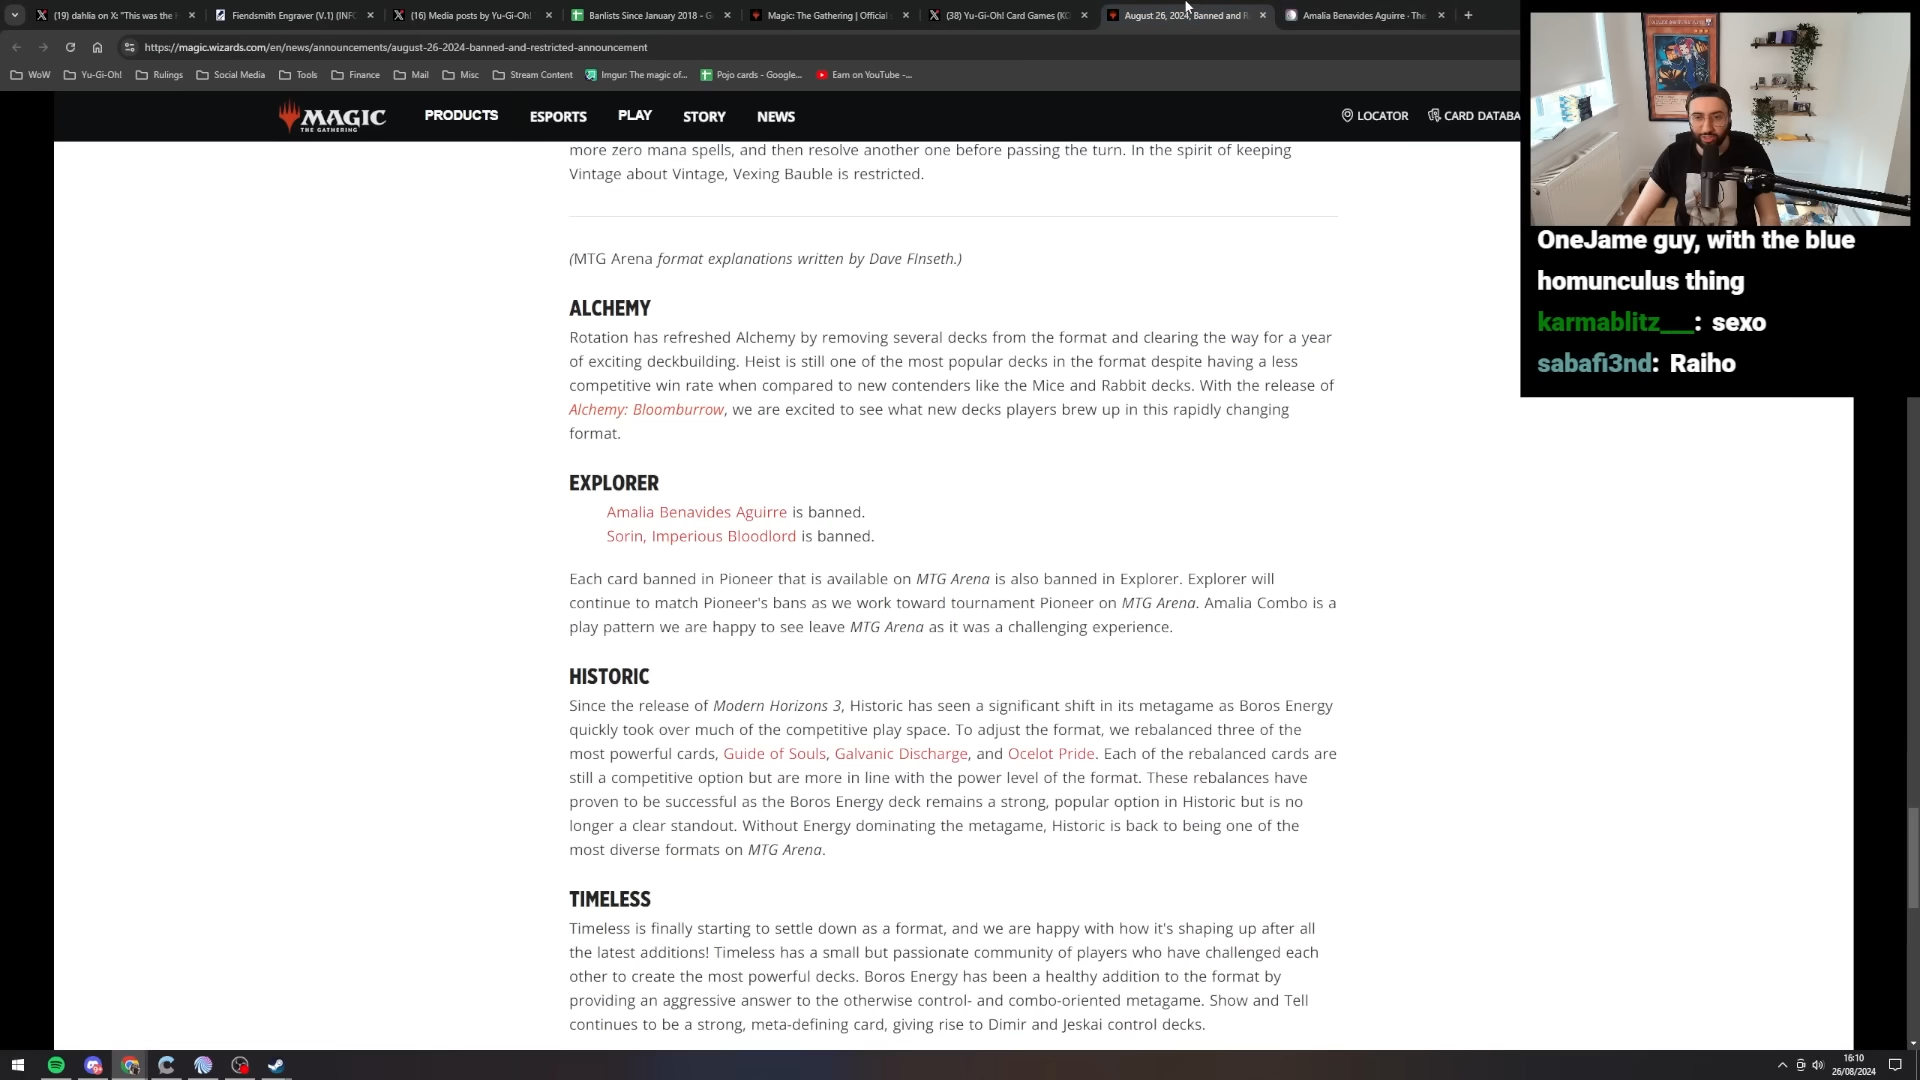 (19) dahlia on X: "This was the
Fiendsmith Engraver (V.1) (INFO
(16) Media posts by Yu-Gi-Oh!
Banlists Since January 2018 - G
Magic: The Gathering | Official
(38) Yu-Gi-Oh! Card Games (KO
August 26, 2024, Banned and R
Amalia Benavides Aguirre · The
https://magic.wizards.com/en/news/announcements/august-26-2024-banned-and-restricted-announcement
WoW Yu-Gi-Oh! Rulings Social Media Tools Finance Mail Misc Stream Content Imgur: The magic of... Pojo cards - Google... Earn on YouTube -...
MAGIC
THE GATHERING
PRODUCTS ESPORTS PLAY STORY NEWS LOCATOR CARD DATABA
more zero mana spells, and then resolve another one before passing the turn. In the spirit of keeping
Vintage about Vintage, Vexing Bauble is restricted.
(MTG Arena format explanations written by Dave FInseth.)
ALCHEMY
Rotation has refreshed Alchemy by removing several decks from the format and clearing the way for a year
of exciting deckbuilding. Heist is still one of the most popular decks in the format despite having a less
competitive win rate when compared to new contenders like the Mice and Rabbit decks. With the release of
Alchemy: Bloomburrow, we are excited to see what new decks players brew up in this rapidly changing
format.
EXPLORER
Amalia Benavides Aguirre is banned.
Sorin, Imperious Bloodlord is banned.
Each card banned in Pioneer that is available on MTG Arena is also banned in Explorer. Explorer will
continue to match Pioneer's bans as we work toward tournament Pioneer on MTG Arena. Amalia Combo is a
play pattern we are happy to see leave MTG Arena as it was a challenging experience.
HISTORIC
Since the release of Modern Horizons 3, Historic has seen a significant shift in its metagame as Boros Energy
quickly took over much of the competitive play space. To adjust the format, we rebalanced three of the
most powerful cards, Guide of Souls, Galvanic Discharge, and Ocelot Pride. Each of the rebalanced cards are
still a competitive option but are more in line with the power level of the format. These rebalances have
proven to be successful as the Boros Energy deck remains a strong, popular option in Historic but is no
longer a clear standout. Without Energy dominating the metagame, Historic is back to being one of the
most diverse formats on MTG Arena.
TIMELESS
Timeless is finally starting to settle down as a format, and we are happy with how it's shaping up after all
the latest additions! Timeless has a small but passionate community of players who have challenged each
other to create the most powerful decks. Boros Energy has been a healthy addition to the format by
providing an aggressive answer to the otherwise control- and combo-oriented metagame. Show and Tell
continues to be a strong, meta-defining card, giving rise to Dimir and Jeskai control decks.
OneJame guy, with the blue
homunculus thing
karmablitz___: sexo
sabafi3nd: Raiho
16:10
26/08/2024